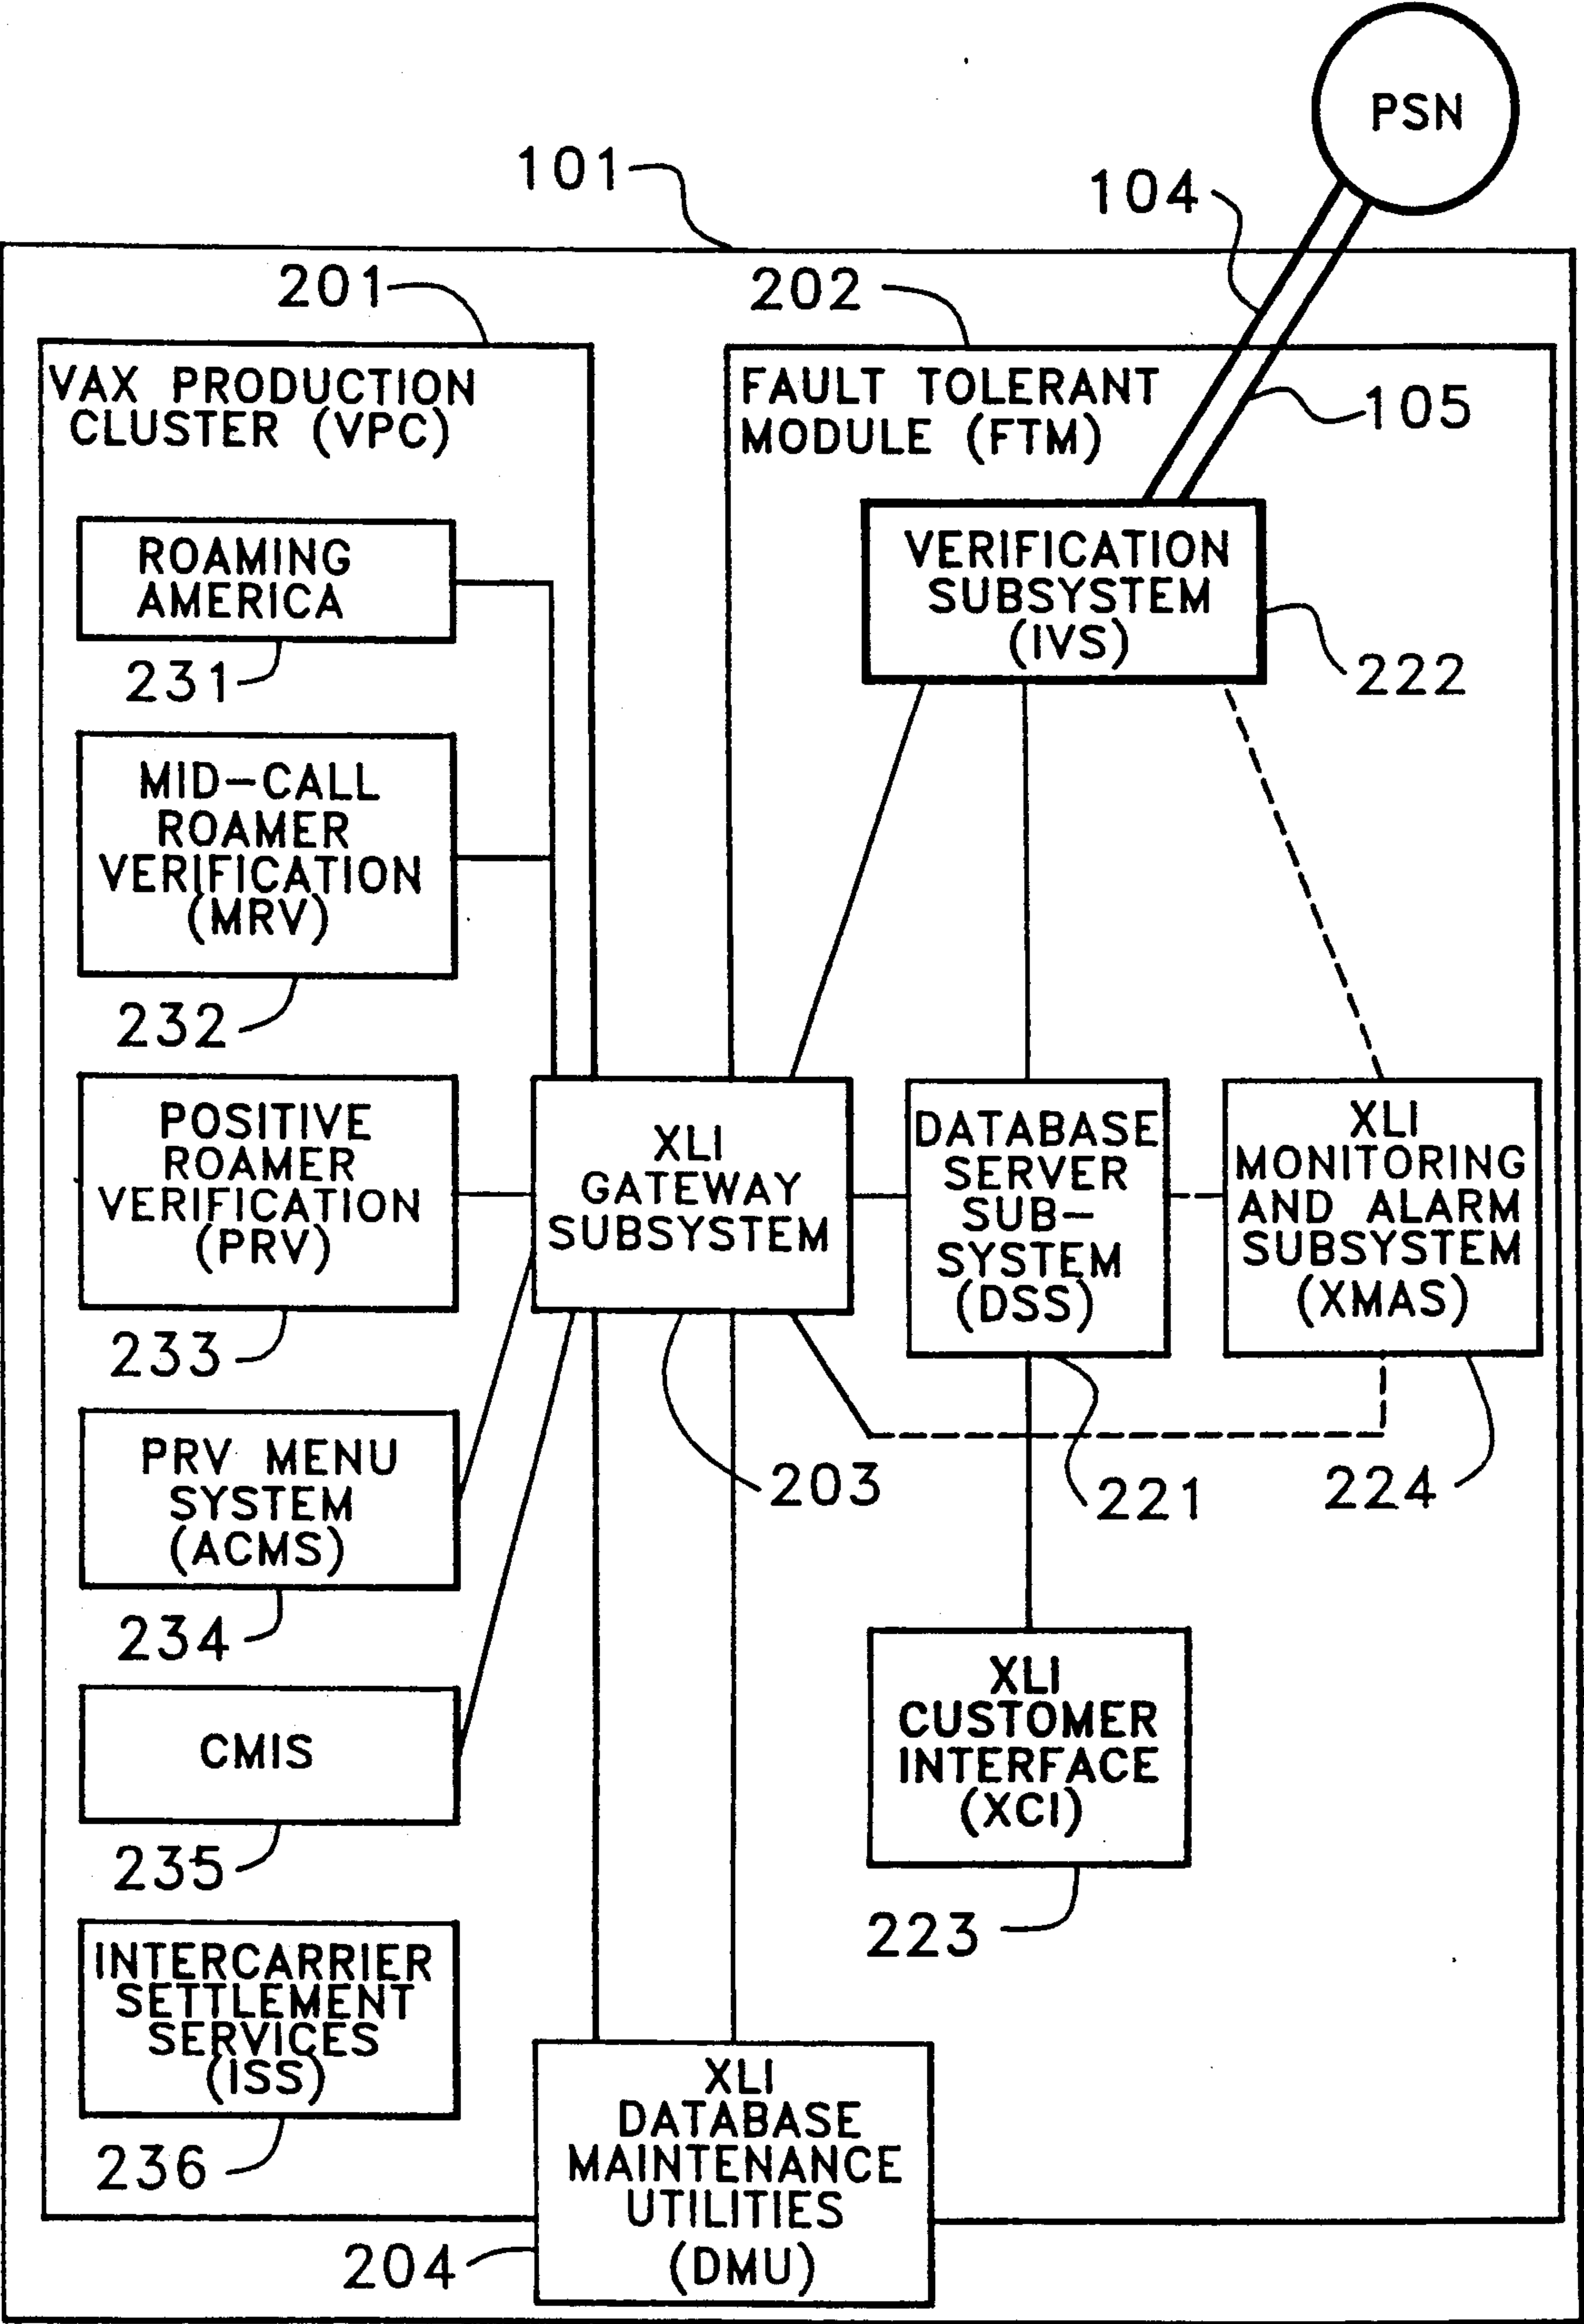 PSN
101
104
201
202
VAX PRODUCTION
CLUSTER (VPC)
FAULT TOLERANT
MODULE (FTM)
105
ROAMING
AMERICA
231
VERIFICATION
SUBSYSTEM
(IVS)
222
MID-CALL
ROAMER
VERIFICATION
(MRV)
232
POSITIVE
ROAMER
VERIFICATION
(PRV)
233
XLI
GATEWAY
SUBSYSTEM
203
DATABASE
SERVER
SUB-
SYSTEM
(DSS)
221
XLI
MONITORING
AND ALARM
SUBSYSTEM
(XMAS)
224
PRV MENU
SYSTEM
(ACMS)
234
CMIS
235
XLI
CUSTOMER
INTERFACE
(XCI)
223
INTERCARRIER
SETTLEMENT
SERVICES
(ISS)
236
XLI
DATABASE
MAINTENANCE
UTILITIES
(DMU)
204